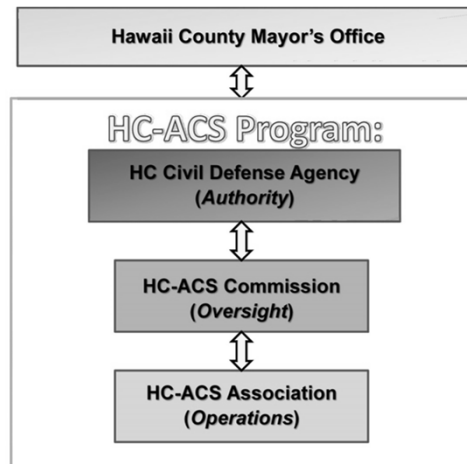 Hawaii County Mayor's Office
HC-ACS Program:
HC Civil Defense Agency
(Authority)
HC-ACS Commission
(Oversight)
HC-ACS Association
(Operations)